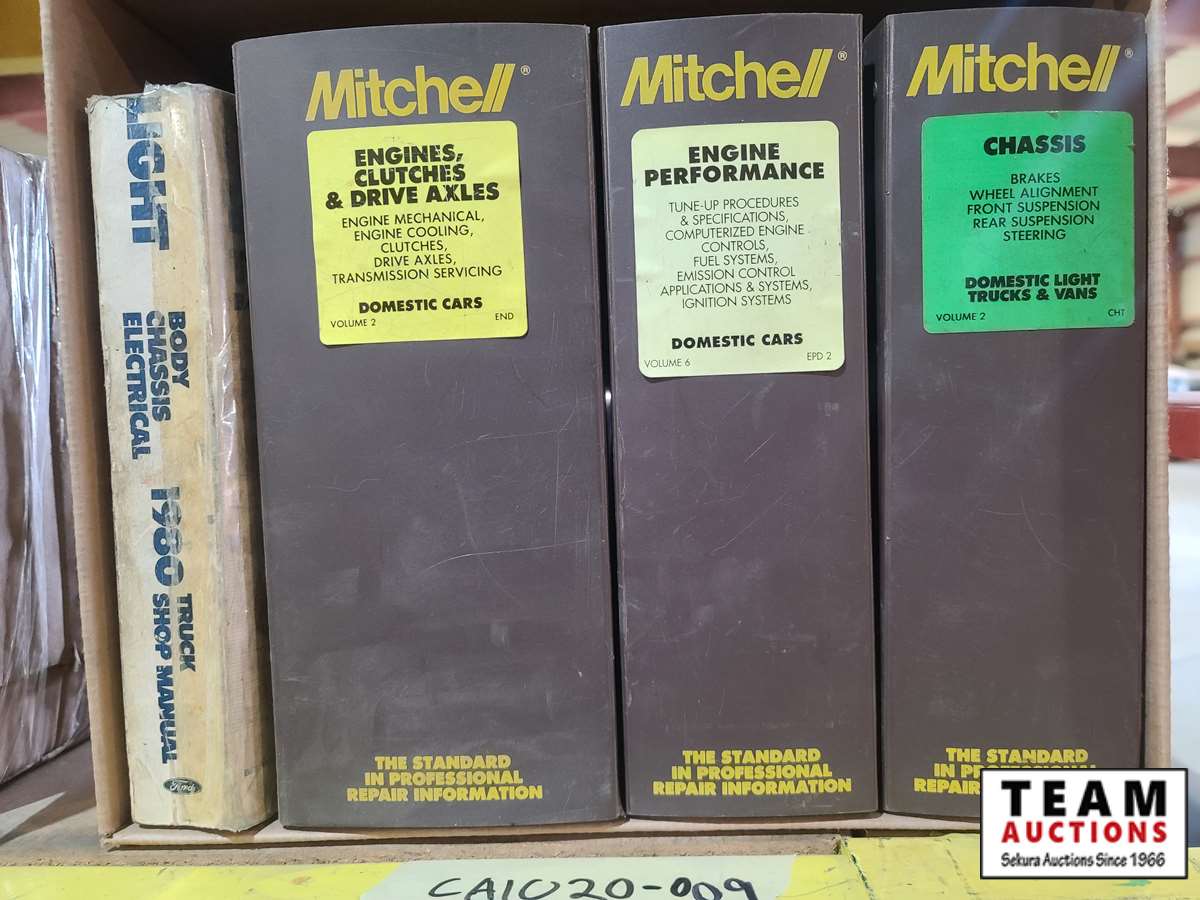 LIGHT
BODY
CHASSIS
ELECTRICAL
1980 TRUCK
SHOP MANUAL
Ford
Mitchell®
ENGINES,
CLUTCHES
& DRIVE AXLES
ENGINE MECHANICAL,
ENGINE COOLING,
CLUTCHES,
DRIVE AXLES,
TRANSMISSION SERVICING
DOMESTIC CARS
VOLUME 2 END
THE STANDARD
IN PROFESSIONAL
REPAIR INFORMATION
Mitchell®
ENGINE
PERFORMANCE
TUNE-UP PROCEDURES
& SPECIFICATIONS,
COMPUTERIZED ENGINE
CONTROLS,
FUEL SYSTEMS,
EMISSION CONTROL
APPLICATIONS & SYSTEMS,
IGNITION SYSTEMS
DOMESTIC CARS
VOLUME 6 EPD 2
THE STANDARD
IN PROFESSIONAL
REPAIR INFORMATION
Mitchell®
CHASSIS
BRAKES
WHEEL ALIGNMENT
FRONT SUSPENSION
REAR SUSPENSION
STEERING
DOMESTIC LIGHT
TRUCKS & VANS
VOLUME 2 CHT
THE STANDARD
IN
REPAIR
TEAM
AUCTIONS
Sekura Auctions Since 1966
CA1020-009